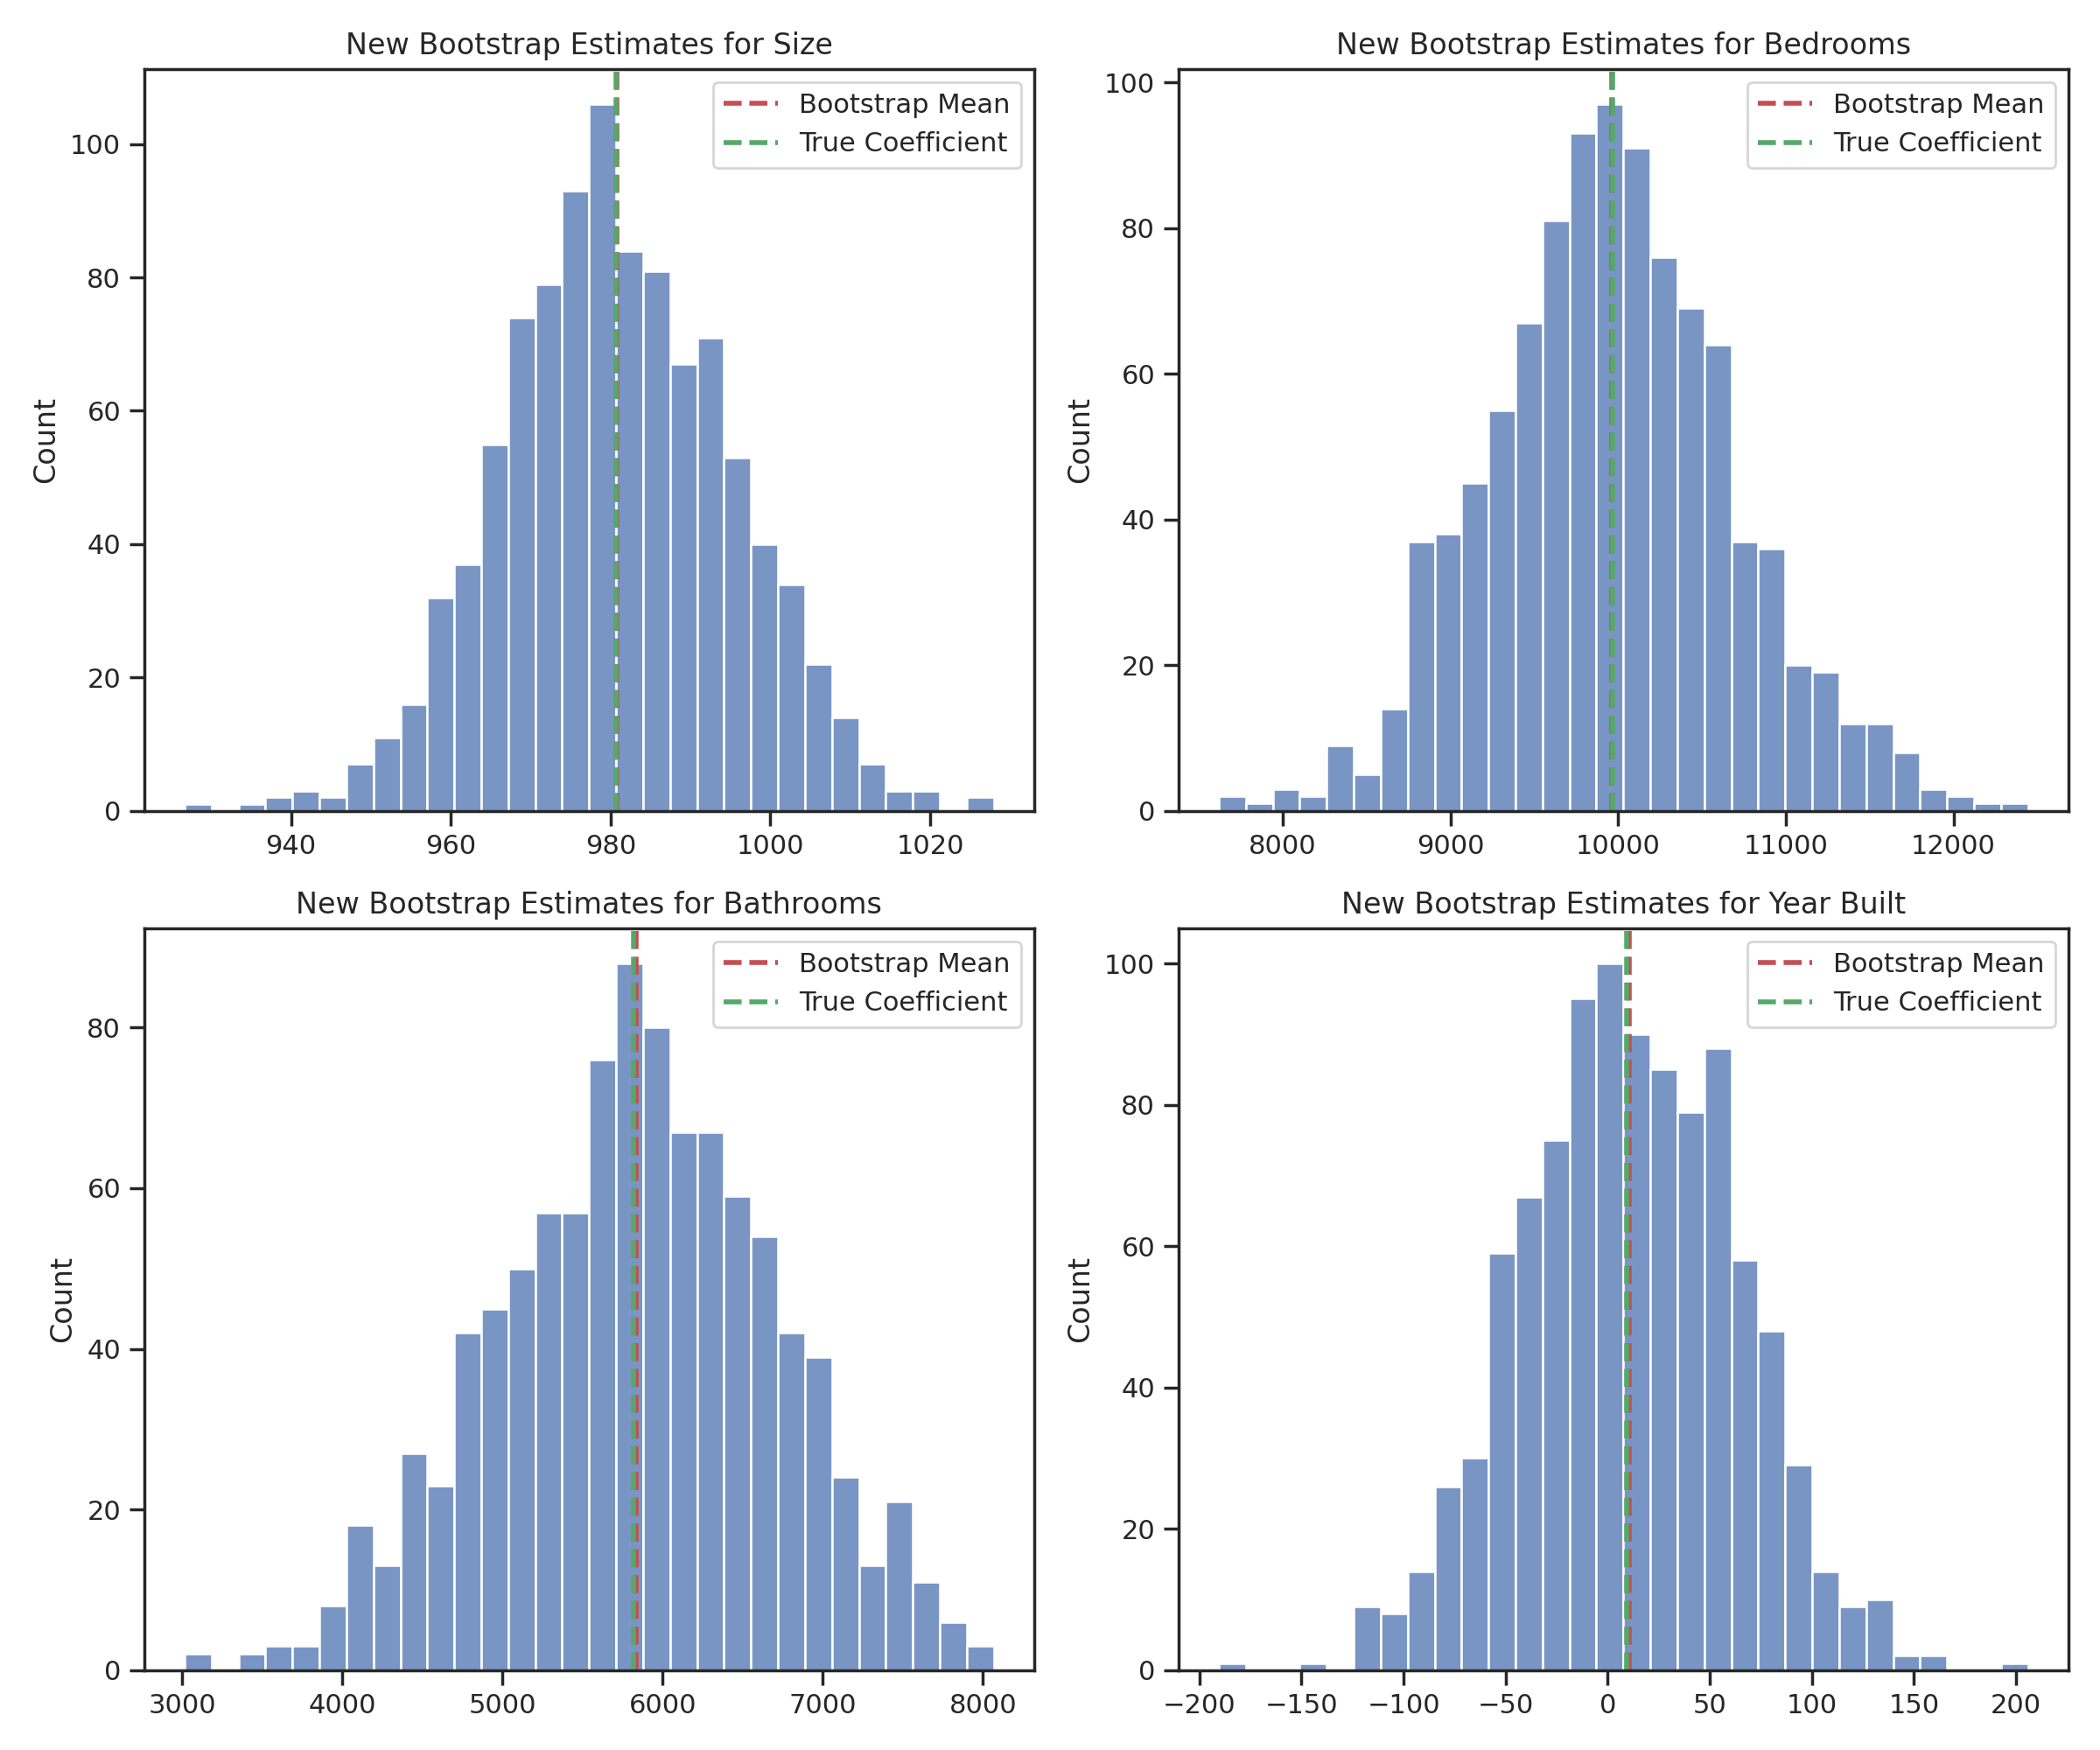 New Bootstrap Estimates for Size
Bootstrap Mean
True Coefficient
Count
100
80
60
40
20
0
940 960 980 1000 1020
New Bootstrap Estimates for Bedrooms
Bootstrap Mean
True Coefficient
Count
100
80
60
40
20
0
8000 9000 10000 11000 12000
New Bootstrap Estimates for Bathrooms
Bootstrap Mean
True Coefficient
Count
80
60
40
20
0
3000 4000 5000 6000 7000 8000
New Bootstrap Estimates for Year Built
Bootstrap Mean
True Coefficient
Count
100
80
60
40
20
0
−200 −150 −100 −50 0 50 100 150 200